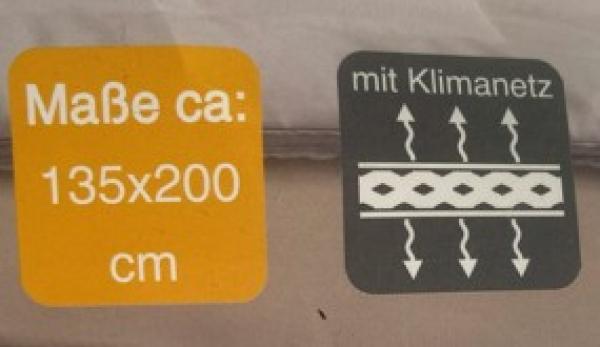 Maße ca:
135x200
cm
mit Klimanetz